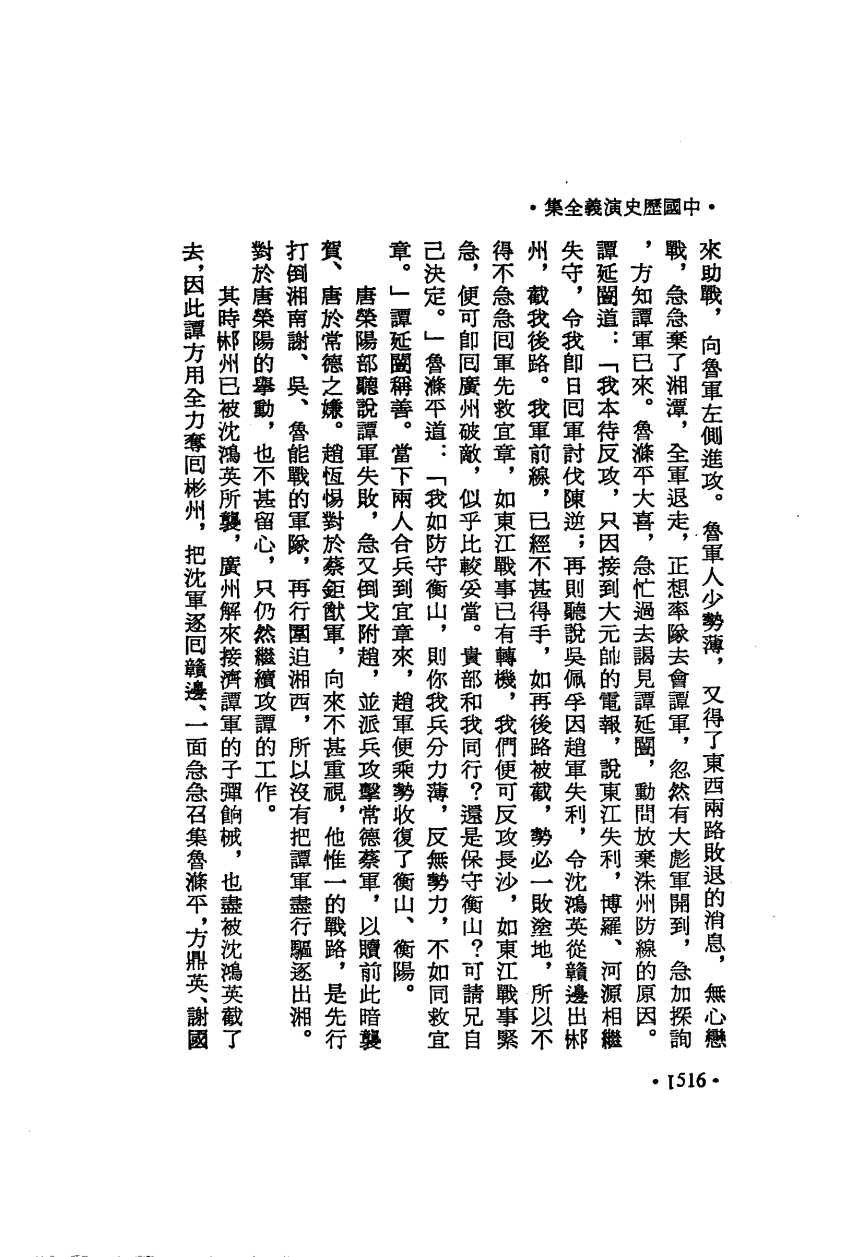 •中國歷史演義全集•
來助戰，向魯軍左側進攻。魯軍人少勢薄，又得了東西兩路敗退的消息，無心戀
戰，急急棄了湘潭，全軍退走，正想率隊去會譚軍，忽然有大彪軍開到，急加探詢
，方知譚軍已來。魯滌平大喜，急忙過去謁見譚延闓，動問放棄洙州防線的原因。
譚延闓道：「我本待反攻，只因接到大元帥的電報，說東江失利，博羅、河源相繼
失守，令我卽日回軍討伐陳逆；再則聽說吳佩孚因趙軍失利，令沈鴻英從贛邊出郴
州，截我後路。我軍前線，已經不甚得手，如再後路被截，勢必一敗塗地，所以不
得不急急回軍先救宜章，如東江戰事已有轉機，我們便可反攻長沙，如東江戰事緊
急，便可卽回廣州破敵，似乎比較妥當。貴部和我同行？還是保守衡山？可請兄自
己決定。」魯滌平道：「我如防守衡山，則你我兵分力薄，反無勢力，不如同救宜
章。」譚延闓稱善。當下兩人合兵到宜章來，趙軍便乘勢收復了衡山、衡陽。
唐榮陽部聽說譚軍失敗，急又倒戈附趙，並派兵攻擊常德蔡軍，以贖前此暗襲
賀、唐於常德之嫌。趙恆惕對於蔡鉅猷軍，向來不甚重視，他惟一的戰路，是先行
打倒湘南謝、吳、魯能戰的軍隊，再行圍迫湘西，所以沒有把譚軍盡行驅逐出湘。
對於唐榮陽的舉動，也不甚留心，只仍然繼續攻譚的工作。
其時郴州已被沈鴻英所襲，廣州解來接濟譚軍的子彈餉械，也盡被沈鴻英截了
去，因此譚方用全力奪回彬州，把沈軍逐回贛邊、一面急急召集魯滌平，方鼎英、謝國
•1516•